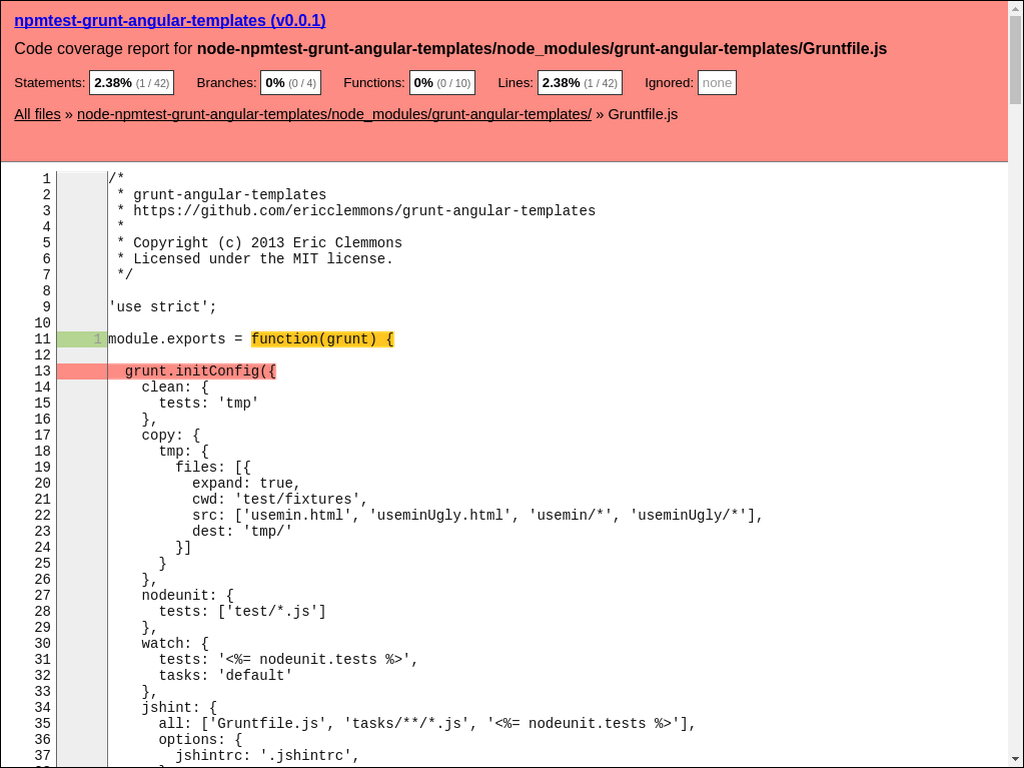 npmtest-grunt-angular-templates (v0.0.1)
Code coverage report for node-npmtest-grunt-angular-templates/node_modules/grunt-angular-templates/Gruntfile.js
Statements: 2.38% (1 / 42) Branches: 0% (0 / 4) Functions: 0% (0 / 10) Lines: 2.38% (1 / 42) Ignored: none
All files » node-npmtest-grunt-angular-templates/node_modules/grunt-angular-templates/ » Gruntfile.js
1 /*
2  * grunt-angular-templates
3  * https://github.com/ericclemmons/grunt-angular-templates
4  *
5  * Copyright (c) 2013 Eric Clemmons
6  * Licensed under the MIT license.
7  */
8
9 'use strict';
10
11 1 module.exports = function(grunt) {
12
13   grunt.initConfig({
14     clean: {
15       tests: 'tmp'
16     },
17     copy: {
18       tmp: {
19         files: [{
20           expand: true,
21           cwd: 'test/fixtures',
22           src: ['usemin.html', 'useminUgly.html', 'usemin/*', 'useminUgly/*'],
23           dest: 'tmp/'
24         }]
25       }
26     },
27     nodeunit: {
28       tests: ['test/*.js']
29     },
30     watch: {
31       tests: '<%= nodeunit.tests %>',
32       tasks: 'default'
33     },
34     jshint: {
35       all: ['Gruntfile.js', 'tasks/**/*.js', '<%= nodeunit.tests %>'],
36       options: {
37         jshintrc: '.jshintrc',